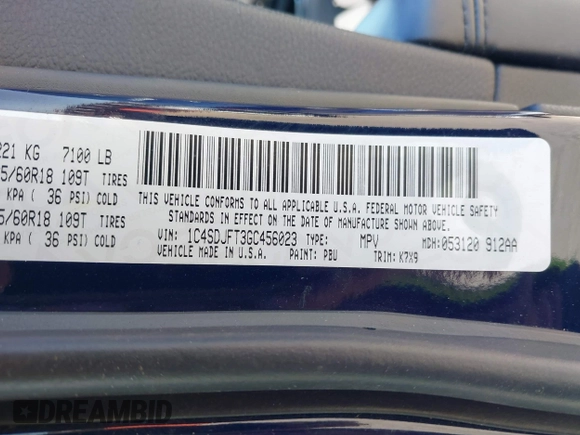 221 KG 7100 LB
5/60R18 109T TIRES
KPA ( 36 PSI) COLD
5/60R18 109T TIRES
KPA ( 36 PSI) COLD
THIS VEHICLE CONFORMS TO ALL APPLICABLE U.S.A. FEDERAL MOTOR VEHICLE SAFETY
STANDARDS IN EFFECT ON THE DATE OF MANUFACTURE SHOWN ABOVE.
VIN: 1C4SDJFT3GC456023 TYPE: MPV MDH: 053120 912AA
VEHICLE MADE IN U.S.A. PAINT: PBU TRIM: K7X9
DREAMBID